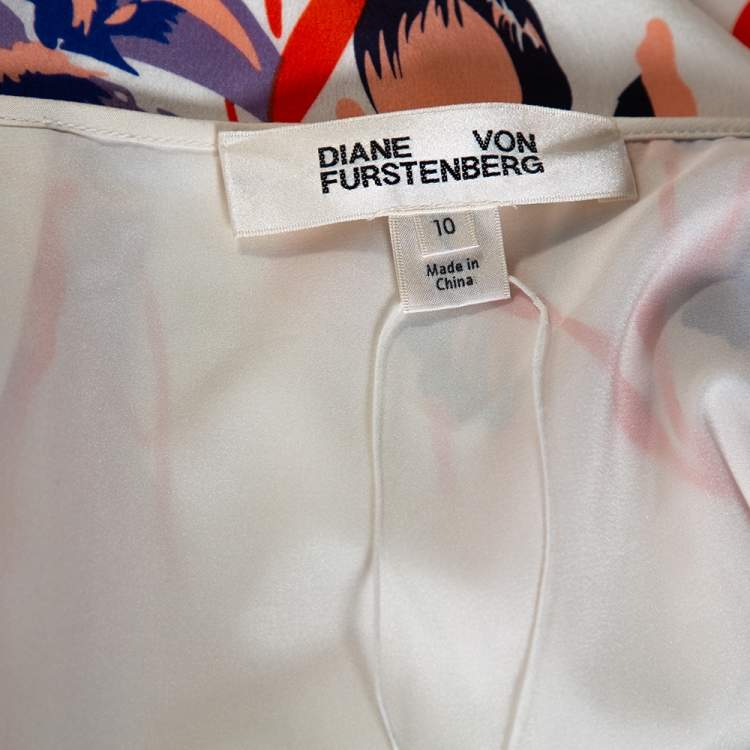 DIANE VON
FURSTENBERG
10
Made in
China